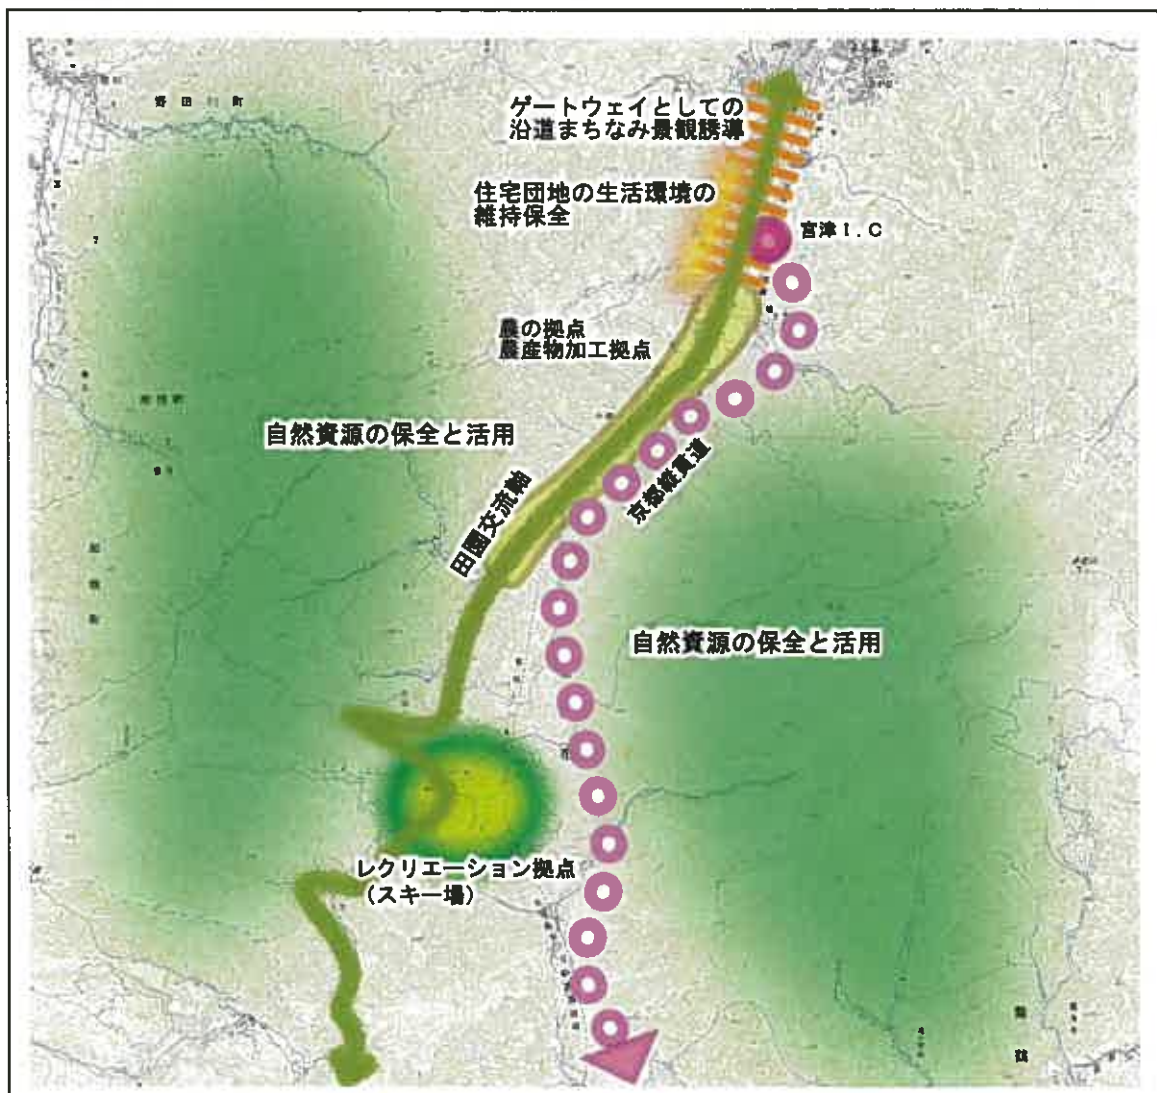 野田川町
ゲートウェイとしての
沿道まちなみ景観誘導
住宅団地の生活環境の
維持保全
宮津I.C
農の拠点
農産物加工拠点
自然資源の保全と活用
京都縦貫道
田園交流軸
加悦町
自然資源の保全と活用
レクリエーション拠点
(スキー場)